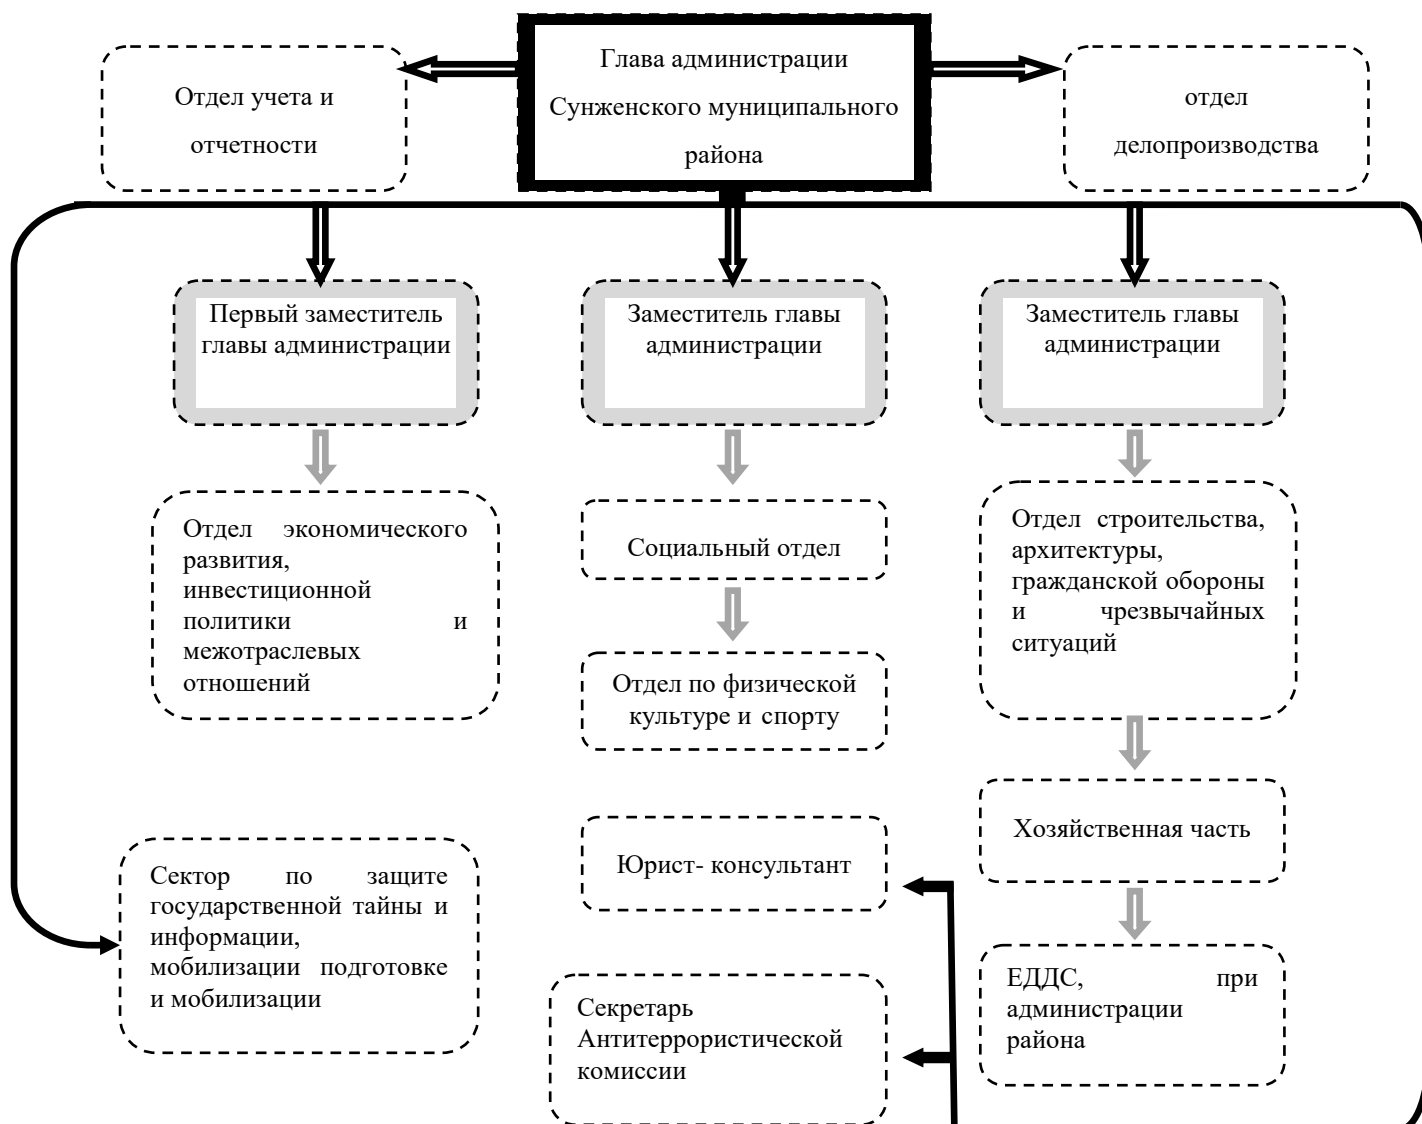 Глава администрации
Сунженского муниципального
района
Отдел учета и
отчетности
отдел
делопроизводства
Первый заместитель
главы администрации
Заместитель главы
администрации
Заместитель главы
администрации
Отдел экономического
развития,
инвестиционной
политики и
межотраслевых
отношений
Социальный отдел
Отдел по физической
культуре и спорту
Отдел строительства,
архитектуры,
гражданской обороны
и чрезвычайных
ситуаций
Хозяйственная часть
Юрист- консультант
Сектор по защите
государственной тайны и
информации,
мобилизации подготовке
и мобилизации
Секретарь
Антитеррористической
комиссии
ЕДДС, при
администрации
района